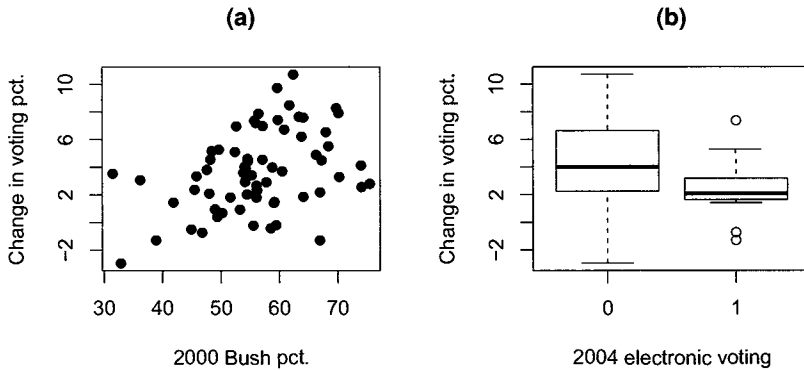 (a)
Change in voting pct.
10
6
2
−2
30 40 50 60 70
2000 Bush pct.
(b)
Change in voting pct.
10
6
2
−2
0 1
2004 electronic voting